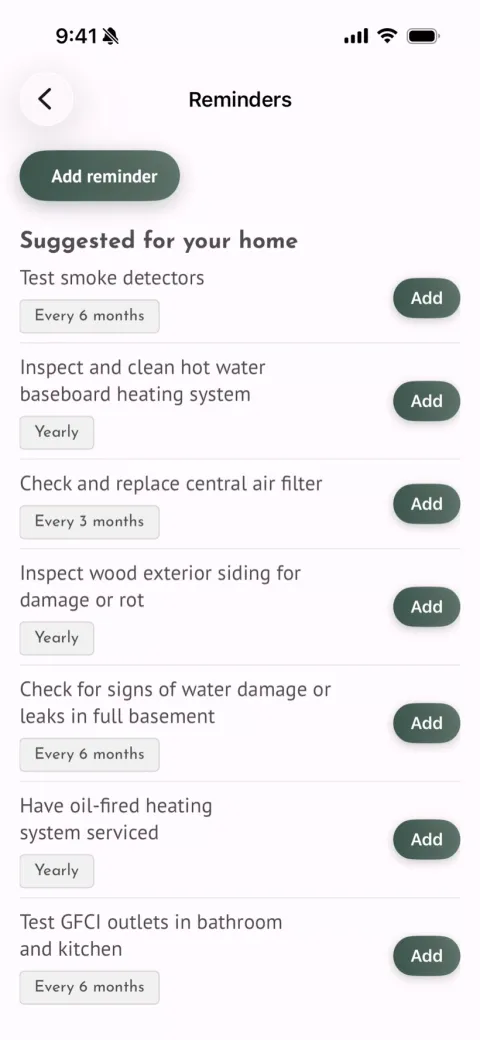 9:41
Reminders
Add reminder
Suggested for your home
Test smoke detectors
Every 6 months
Add
Inspect and clean hot water
baseboard heating system
Yearly
Add
Check and replace central air filter
Every 3 months
Add
Inspect wood exterior siding for
damage or rot
Yearly
Add
Check for signs of water damage or
leaks in full basement
Every 6 months
Add
Have oil-fired heating
system serviced
Yearly
Add
Test GFCI outlets in bathroom
and kitchen
Every 6 months
Add